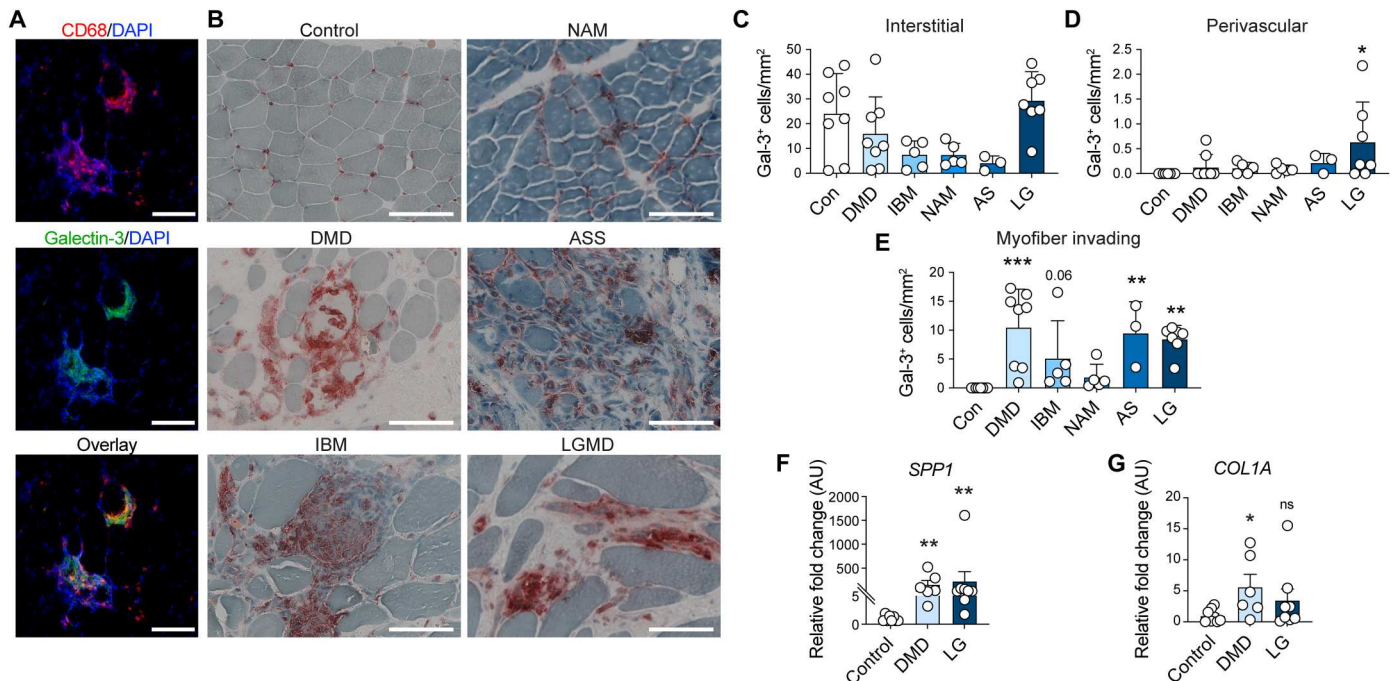 A
CD68/DAPI
Galectin-3/DAPI
Overlay
B
Control
NAM
DMD
ASS
IBM
LGMD
C
Interstitial
Gal-3⁺ cells/mm²
50
40
30
20
10
0
Con
DMD
IBM
NAM
AS
LG
D
Perivascular
Gal-3⁺ cells/mm²
2.5
2.0
1.5
1.0
0.5
0.0
*
Con
DMD
IBM
NAM
AS
LG
E
Myofiber invading
Gal-3⁺ cells/mm²
20
15
10
5
0
***
0.06
**
**
Con
DMD
IBM
NAM
AS
LG
F
SPP1
Relative fold change (AU)
2000
1500
1000
500
5
0
**
**
Control
DMD
LG
G
COL1A
Relative fold change (AU)
20
15
10
5
0
*
ns
Control
DMD
LG